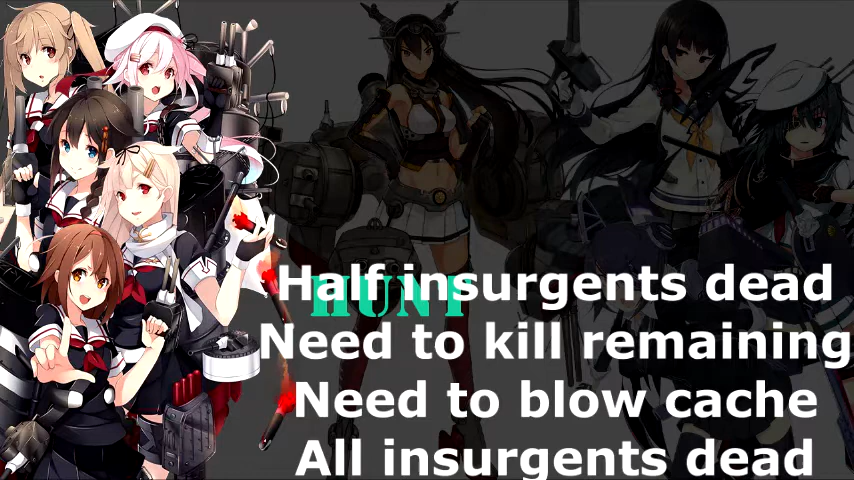 HUNT
Half insurgents dead
Need to kill remaining
Need to blow cache
All insurgents dead